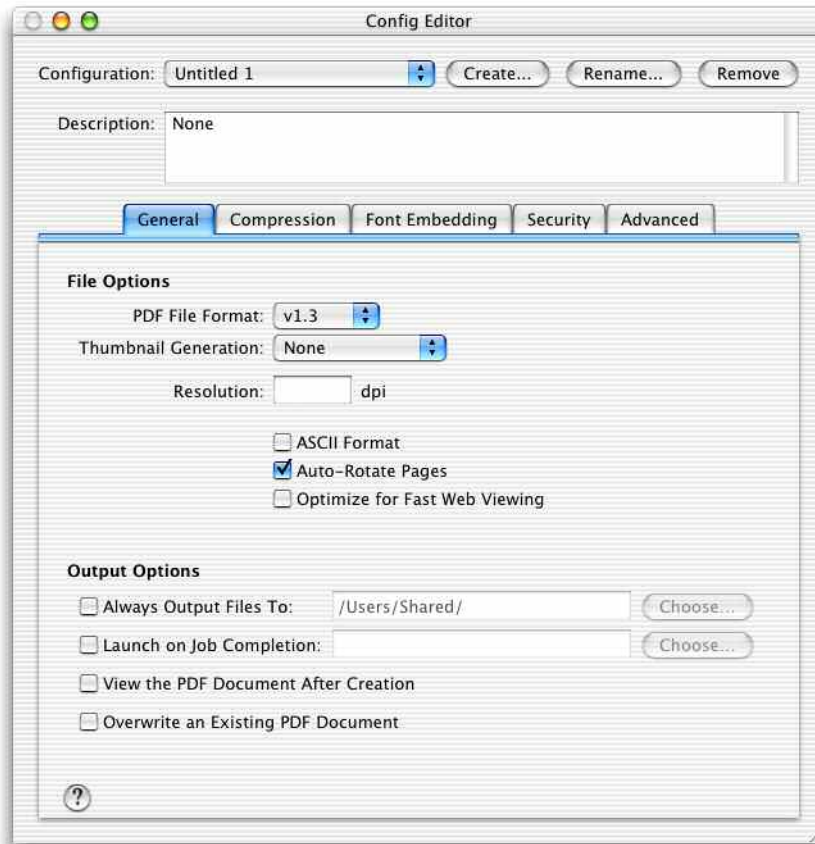 Config Editor
Configuration: Untitled 1 Create... Rename... Remove
Description: None
General Compression Font Embedding Security Advanced
File Options
PDF File Format: v1.3
Thumbnail Generation: None
Resolution: dpi
ASCII Format
Auto-Rotate Pages
Optimize for Fast Web Viewing
Output Options
Always Output Files To: /Users/Shared/ Choose...
Launch on Job Completion: Choose...
View the PDF Document After Creation
Overwrite an Existing PDF Document
?